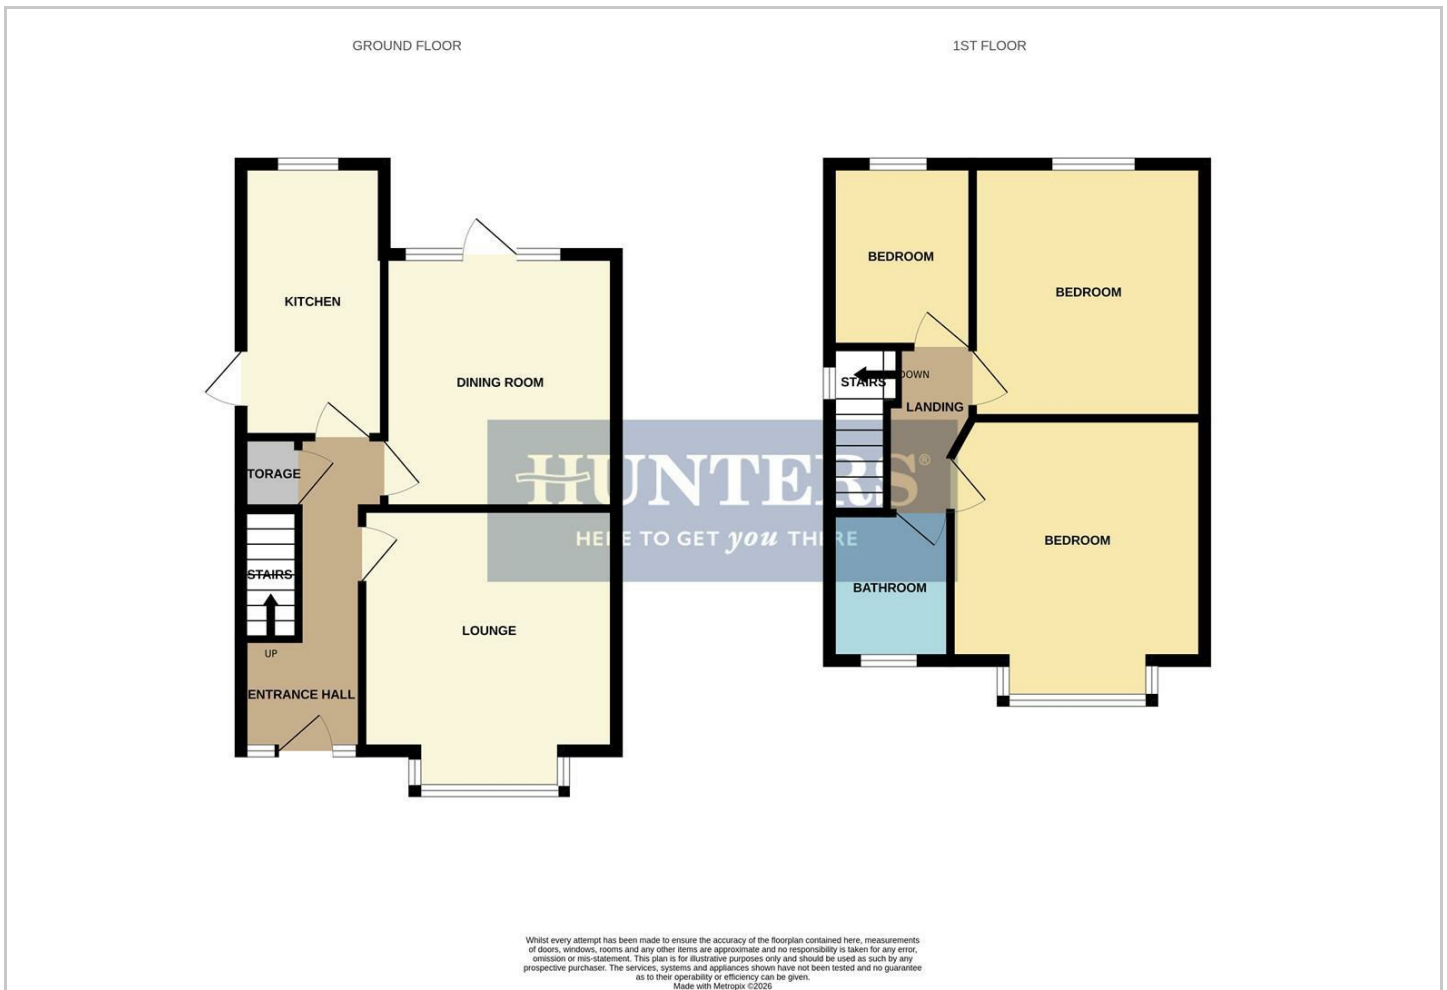 GROUND FLOOR
1ST FLOOR
KITCHEN
DINING ROOM
TORAGE
STAIRS
UP
ENTRANCE HALL
LOUNGE
BEDROOM
BEDROOM
STAIRS
DOWN
LANDING
BEDROOM
BATHROOM
HUNTERS®
HERE TO GET you THERE
Whilst every attempt has been made to ensure the accuracy of the floorplan contained here, measurements
of doors, windows, rooms and any other items are approximate and no responsibility is taken for any error,
omission or mis-statement. This plan is for illustrative purposes only and should be used as such by any
prospective purchaser. The services, systems and appliances shown have not been tested and no guarantee
as to their operability or efficiency can be given.
Made with Metropix ©2026